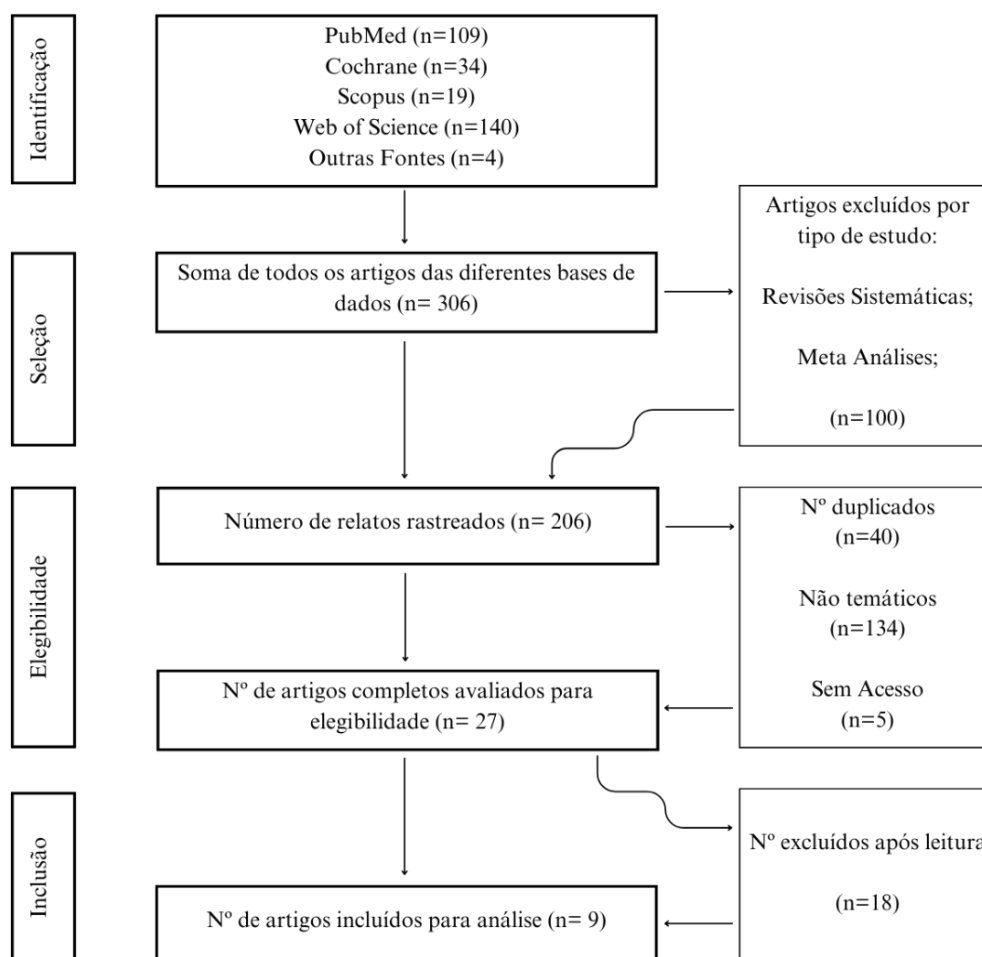 Identificação
PubMed (n=109)
Cochrane (n=34)
Scopus (n=19)
Web of Science (n=140)
Outras Fontes (n=4)
Seleção
Soma de todos os artigos das diferentes bases de
dados (n= 306)
Artigos excluídos por
tipo de estudo:
Revisões Sistemáticas;
Meta Análises;
(n=100)
Elegibilidade
Número de relatos rastreados (n= 206)
Nº duplicados
(n=40)
Não temáticos
(n=134)
Sem Acesso
(n=5)
Nº de artigos completos avaliados para
elegibilidade (n= 27)
Inclusão
Nº excluídos após leitura
(n=18)
Nº de artigos incluídos para análise (n= 9)